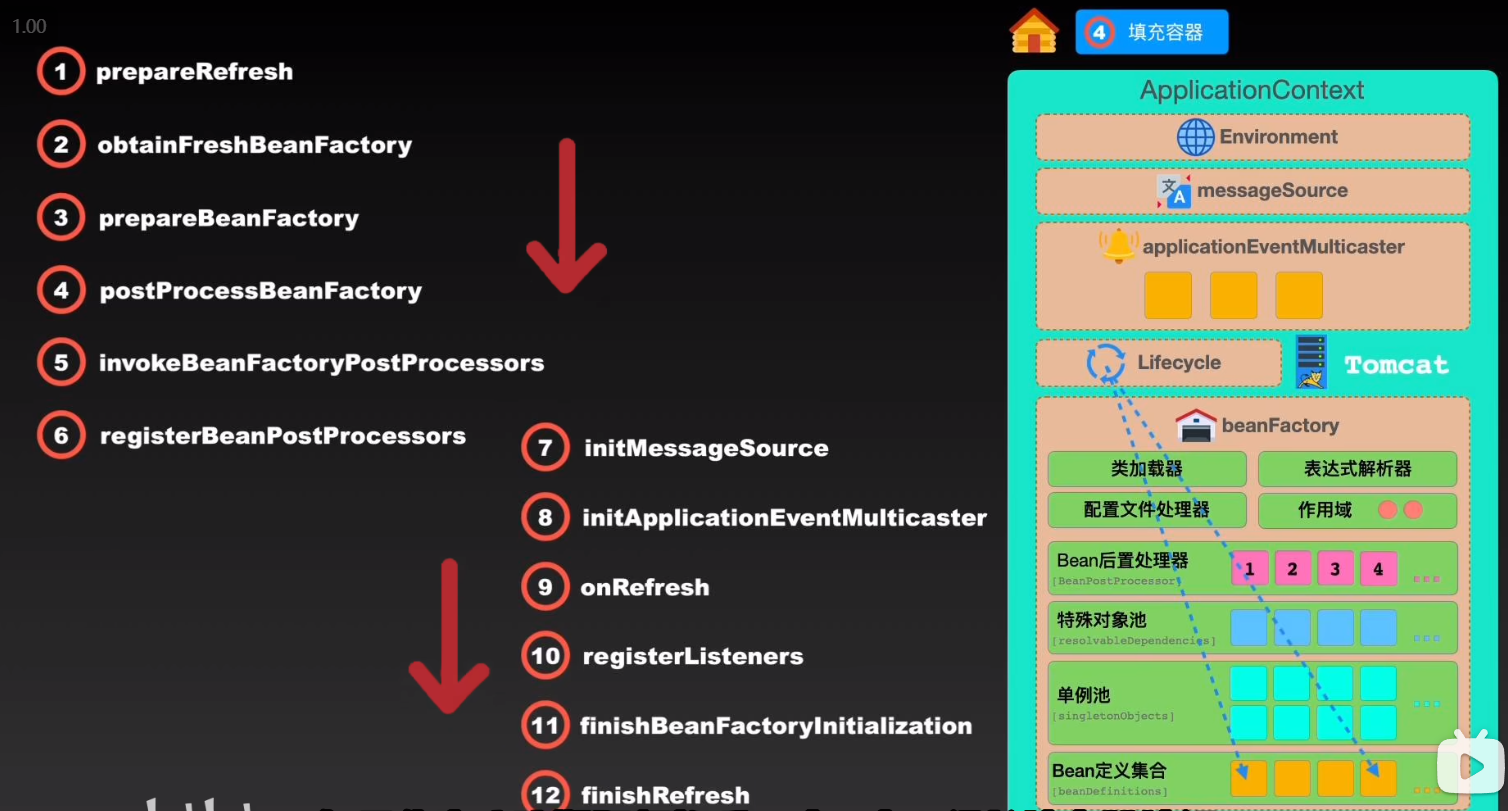 1.00
1 prepareRefresh
2 obtainFreshBeanFactory
3 prepareBeanFactory
4 postProcessBeanFactory
5 invokeBeanFactoryPostProcessors
6 registerBeanPostProcessors
7 initMessageSource
8 initApplicationEventMulticaster
9 onRefresh
10 registerListeners
11 finishBeanFactoryInitialization
12 finishRefresh
4 填充容器
ApplicationContext
Environment
文 A messageSource
applicationEventMulticaster
Lifecycle
Tomcat
beanFactory
类加载器 表达式解析器
配置文件处理器 作用域
Bean后置处理器 1 2 3 4 ...
[BeanPostProcessor]
特殊对象池 ...
[resolvableDependencies]
单例池 ...
[singletonObjects]
Bean定义集合 ...
[beanDefinitions]